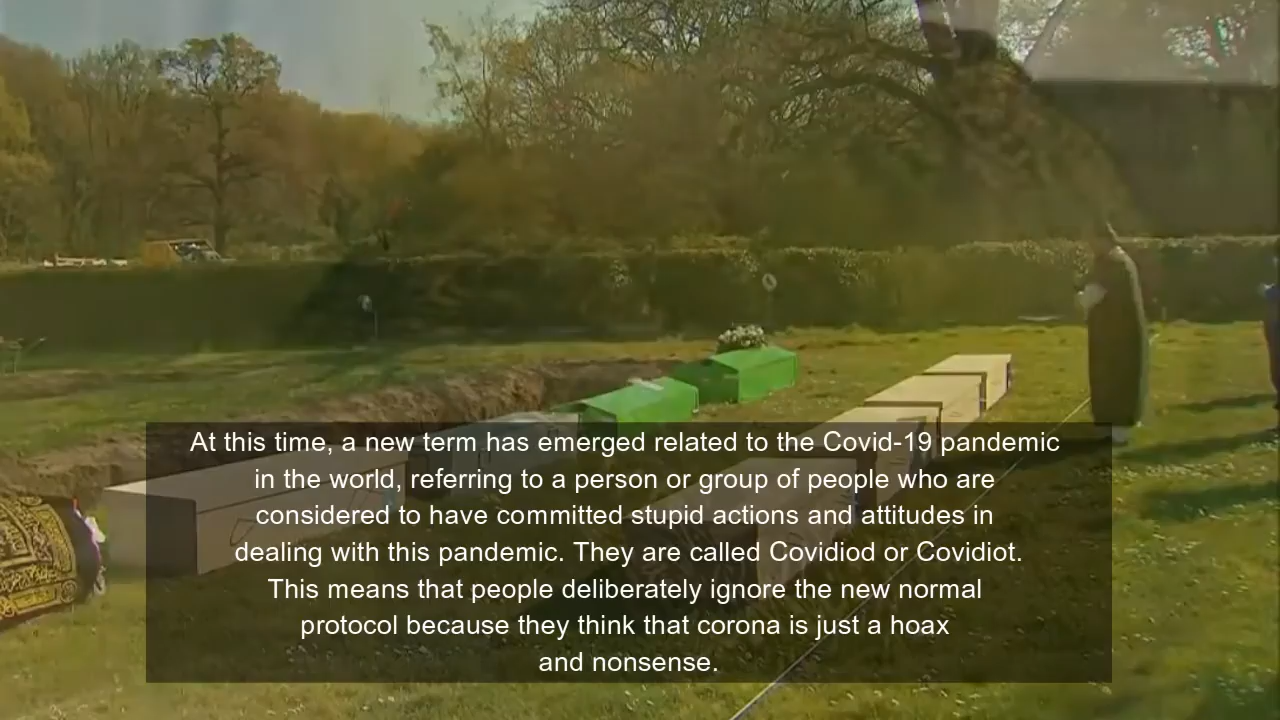 At this time, a new term has emerged related to the Covid-19 pandemic
in the world, referring to a person or group of people who are
considered to have committed stupid actions and attitudes in
dealing with this pandemic. They are called Covidiod or Covidiot.
This means that people deliberately ignore the new normal
protocol because they think that corona is just a hoax
and nonsense.